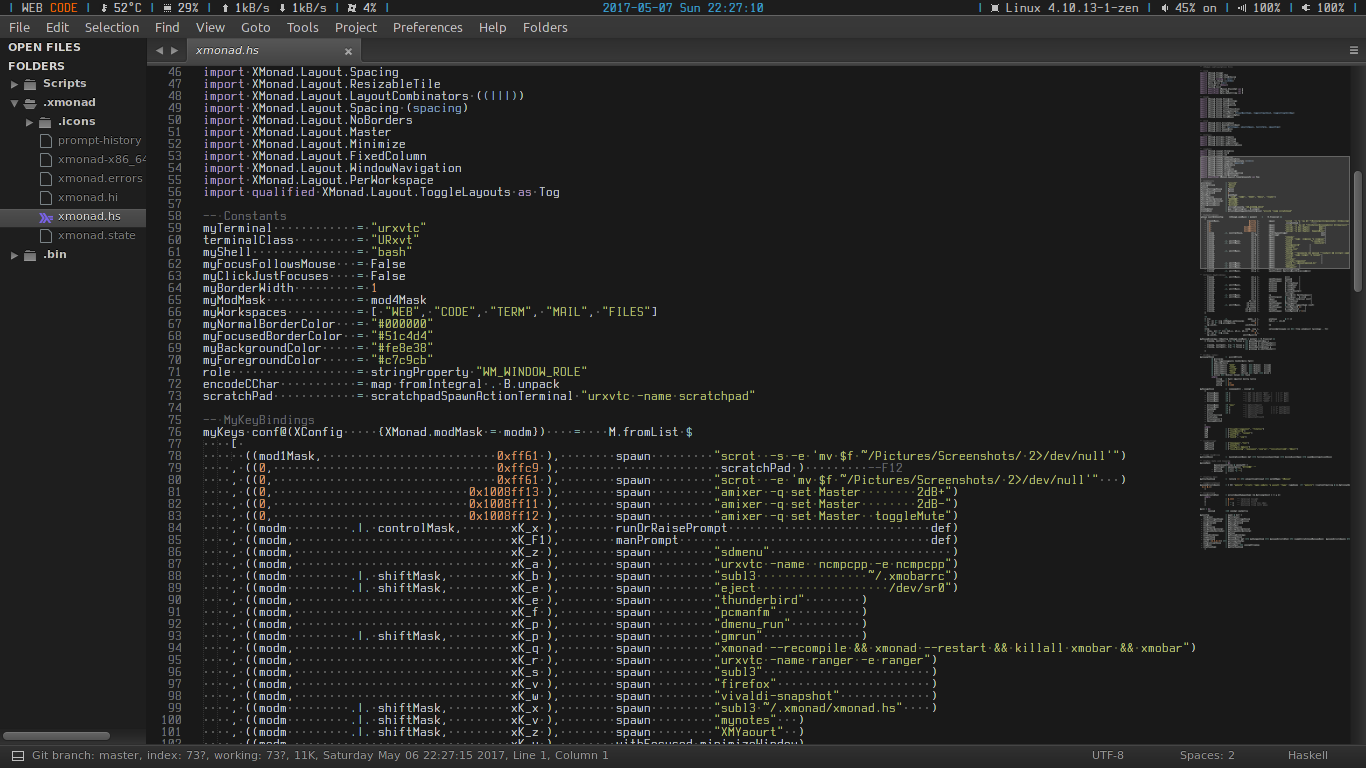 | WEB CODE | 52°C | 29% | 1kB/s 1kB/s | 4% | 2017-05-07 Sun 22:27:10 | Linux 4.10.13-1-zen | 45% on | 100% | 100% |
File Edit Selection Find View Goto Tools Project Preferences Help Folders
OPEN FILES
FOLDERS
Scripts
.xmonad
.icons
prompt-history
xmonad-x86_64
xmonad.errors
xmonad.hi
xmonad.hs
xmonad.state
.bin
xmonad.hs ×
46 import XMonad.Layout.Spacing
47 import XMonad.Layout.ResizableTile
48 import XMonad.Layout.LayoutCombinators ((|||))
49 import XMonad.Layout.Spacing (spacing)
50 import XMonad.Layout.NoBorders
51 import XMonad.Layout.Master
52 import XMonad.Layout.Minimize
53 import XMonad.Layout.FixedColumn
54 import XMonad.Layout.WindowNavigation
55 import XMonad.Layout.PerWorkspace
56 import qualified XMonad.Layout.ToggleLayouts as Tog
57
58 -- Constants
59 myTerminal = "urxvtc"
60 terminalClass = "URxvt"
61 myShell = "bash"
62 myFocusFollowsMouse = False
63 myClickJustFocuses = False
64 myBorderWidth = 1
65 myModMask = mod4Mask
66 myWorkspaces = [ "WEB", "CODE", "TERM", "MAIL", "FILES"]
67 myNormalBorderColor = "#000000"
68 myFocusedBorderColor = "#51c4d4"
69 myBackgroundColor = "#fe8e38"
70 myForegroundColor = "#c7c9cb"
71 role = stringProperty "WM_WINDOW_ROLE"
72 encodeCChar = map fromIntegral . B.unpack
73 scratchPad = scratchpadSpawnActionTerminal "urxvtc -name scratchpad"
74
75 -- MyKeyBindings
76 myKeys conf@(XConfig {XMonad.modMask = modm}) = M.fromList $
77 [
78 ((mod1Mask, 0xff61 ), spawn "scrot -s -e 'mv $f ~/Pictures/Screenshots/ 2>/dev/null'")
79 , ((0, 0xffc9 ), scratchPad ) --F12
80 , ((0, 0xff61 ), spawn "scrot -e 'mv $f ~/Pictures/Screenshots/ 2>/dev/null'" )
81 , ((0, 0x1008ff13 ), spawn "amixer -q set Master 2dB+")
82 , ((0, 0x1008ff11 ), spawn "amixer -q set Master 2dB-")
83 , ((0, 0x1008ff12 ), spawn "amixer -q set Master toggleMute")
84 , ((modm .|. controlMask, xK_x ), runOrRaisePrompt def)
85 , ((modm, xK_F1), manPrompt def)
86 , ((modm, xK_z ), spawn "sdmenu" )
87 , ((modm, xK_a ), spawn "urxvtc -name ncmpcpp -e ncmpcpp")
88 , ((modm .|. shiftMask, xK_b ), spawn "subl3 ~/.xmobarrc")
89 , ((modm .|. shiftMask, xK_e ), spawn "eject /dev/sr0")
90 , ((modm, xK_e ), spawn "thunderbird" )
91 , ((modm, xK_f ), spawn "pcmanfm" )
92 , ((modm, xK_p ), spawn "dmenu_run" )
93 , ((modm .|. shiftMask, xK_p ), spawn "gmrun" )
94 , ((modm, xK_q ), spawn "xmonad --recompile && xmonad --restart && killall xmobar && xmobar")
95 , ((modm, xK_r ), spawn "urxvtc -name ranger -e ranger")
96 , ((modm, xK_s ), spawn "subl3" )
97 , ((modm, xK_v ), spawn "firefox" )
98 , ((modm, xK_w ), spawn "vivaldi-snapshot" )
99 , ((modm .|. shiftMask, xK_x ), spawn "subl3 ~/.xmonad/xmonad.hs" )
100 , ((modm .|. shiftMask, xK_v ), spawn "mynotes" )
101 , ((modm .|. shiftMask, xK_z ), spawn "XMYaourt" )
Git branch: master, index: 73?, working: 73?, 11K, Saturday May 06 22:27:15 2017, Line 1, Column 1 UTF-8 Spaces: 2 Haskell